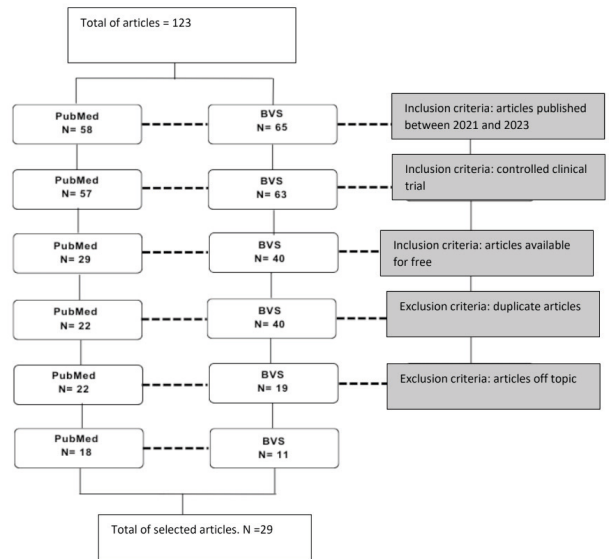 Total of articles = 123
PubMed
N= 58
BVS
N= 65
Inclusion criteria: articles published
between 2021 and 2023
PubMed
N= 57
BVS
N= 63
Inclusion criteria: controlled clinical
trial
PubMed
N= 29
BVS
N= 40
Inclusion criteria: articles available
for free
PubMed
N= 22
BVS
N= 40
Exclusion criteria: duplicate articles
PubMed
N= 22
BVS
N= 19
Exclusion criteria: articles off topic
PubMed
N= 18
BVS
N= 11
Total of selected articles. N =29